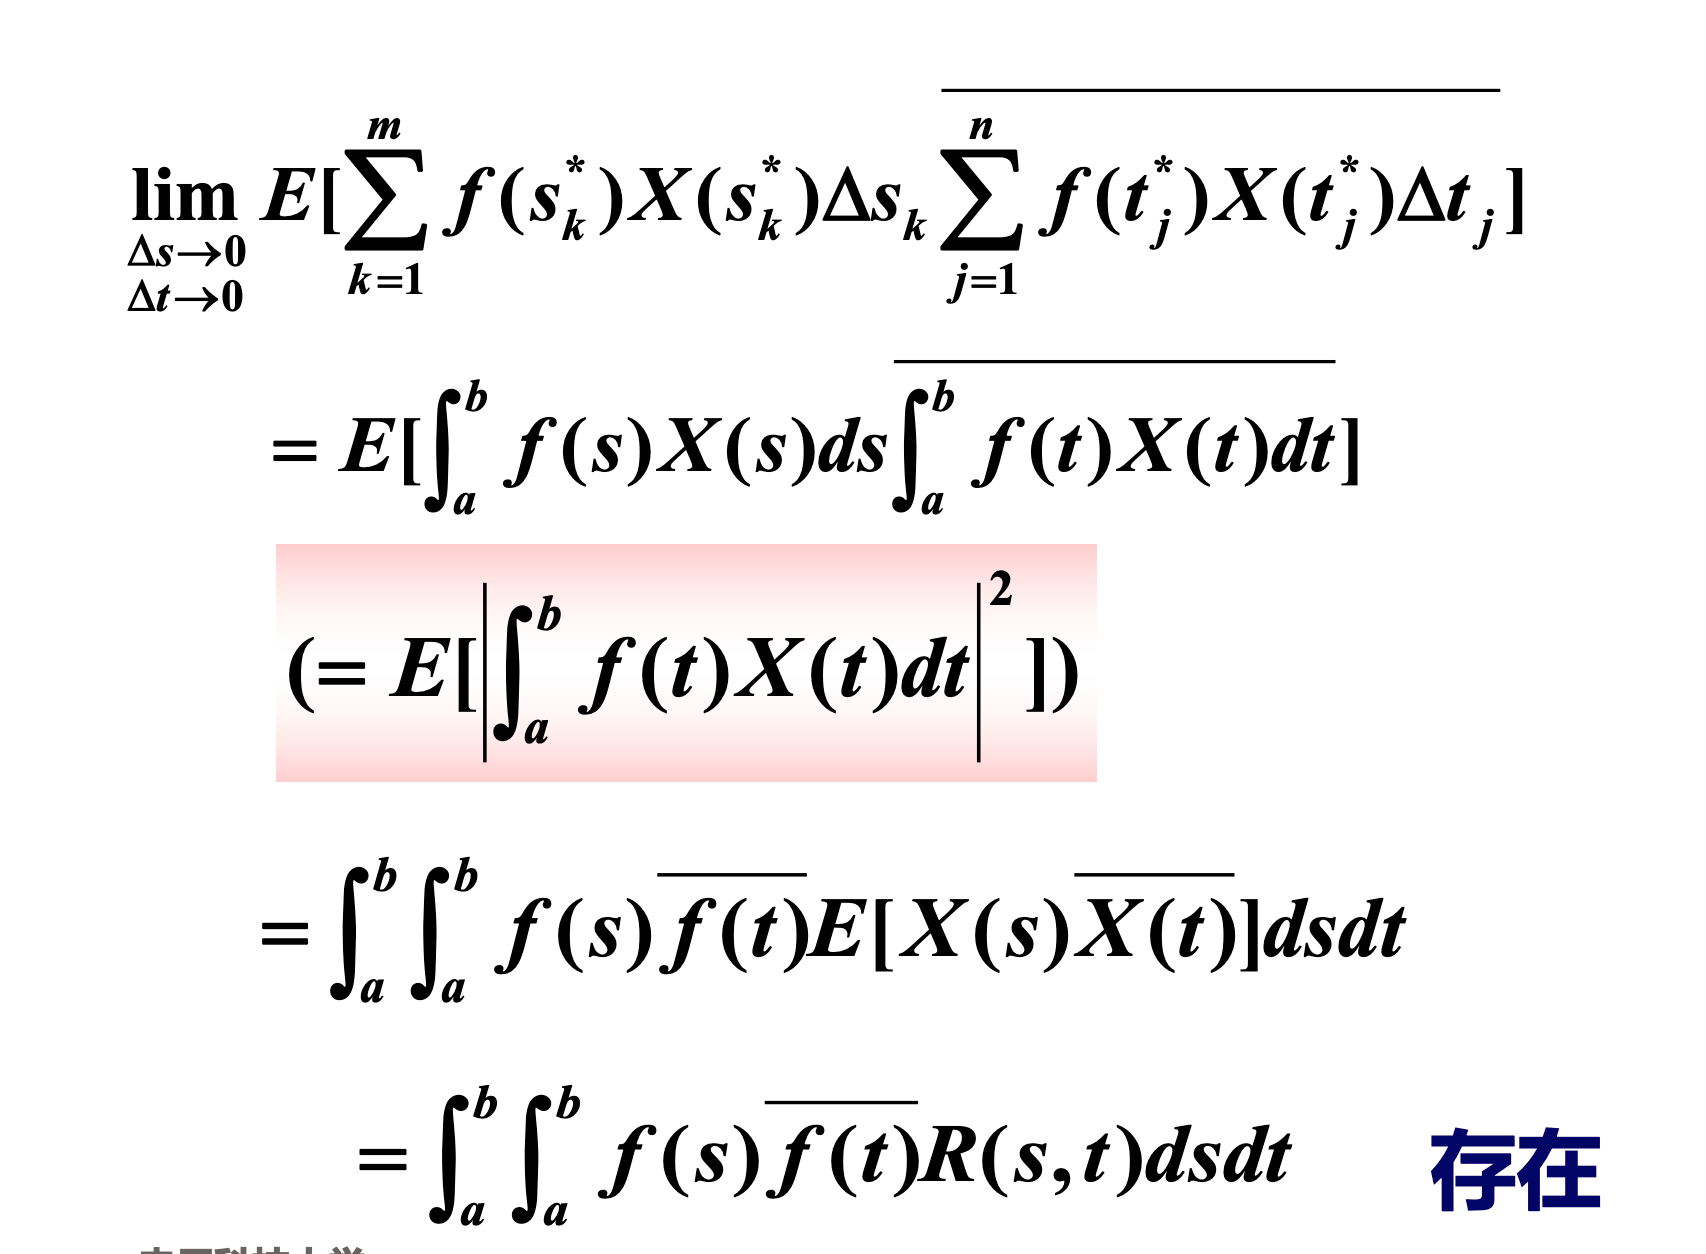 lim_{Δs→0, Δt→0} E[∑_{k=1}^{m} f(s_k^*)X(s_k^*)Δs_k \overline{∑_{j=1}^{n} f(t_j^*)X(t_j^*)Δt_j}]
= E[∫_a^b f(s)X(s)ds \overline{∫_a^b f(t)X(t)dt}]
(= E[|∫_a^b f(t)X(t)dt|^2])
= ∫_a^b ∫_a^b f(s)\overline{f(t)}E[X(s)\overline{X(t)}]dsdt
= ∫_a^b ∫_a^b f(s)\overline{f(t)}R(s,t)dsdt 存在